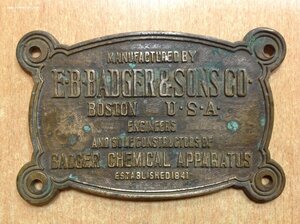 MANUFACTURED BY
E·B·BADGER & SONS CO·
BOSTON U·S·A·
ENGINEERS
AND SOLE CONSTRUCTORS OF
BADGER CHEMICAL APPARATUS
ESTABLISHED 1841